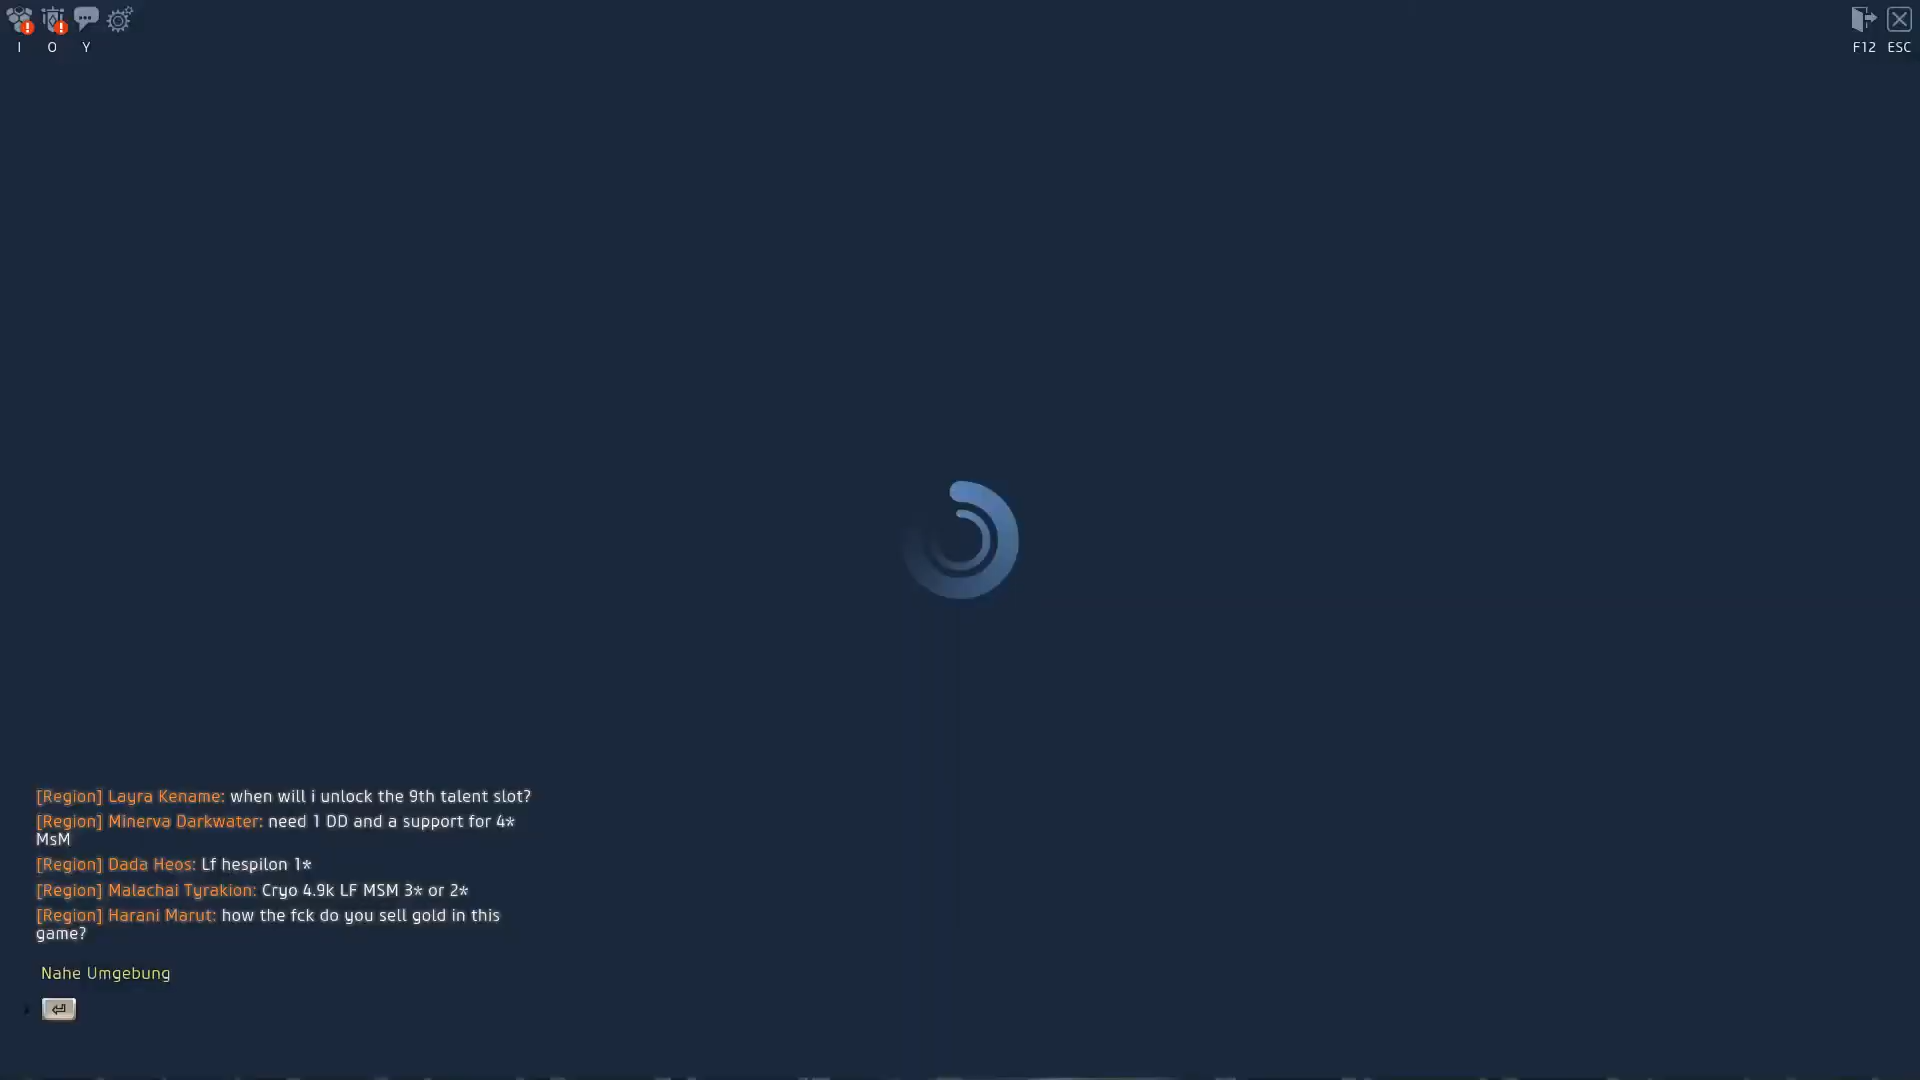 I O Y
F12 ESC
[Region] Layra Kename: when will i unlock the 9th talent slot?
[Region] Minerva Darkwater: need 1 DD and a support for 4*
MsM
[Region] Dada Heos: Lf hespilon 1*
[Region] Malachai Tyrakion: Cryo 4.9k LF MSM 3* or 2*
[Region] Harani Marut: how the fck do you sell gold in this
game?
Nahe Umgebung